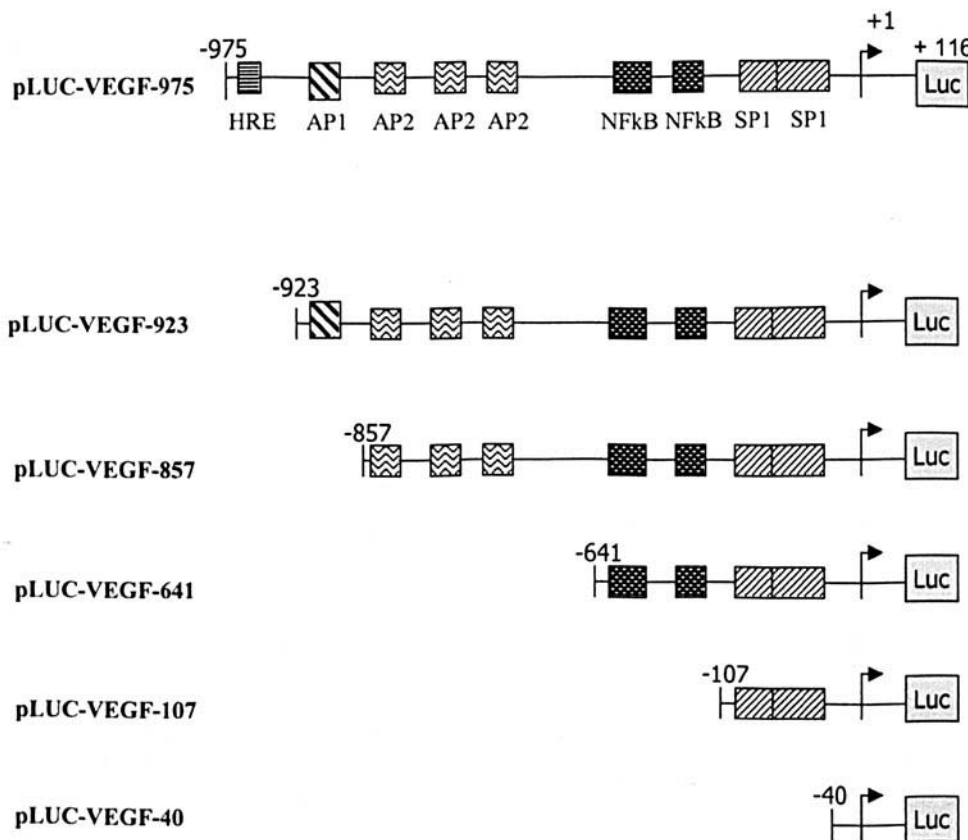 +1
-975
+ 116
pLUC-VEGF-975
Luc
HRE AP1 AP2 AP2 AP2 NFkB NFkB SP1 SP1
-923
pLUC-VEGF-923
Luc
-857
pLUC-VEGF-857
Luc
-641
pLUC-VEGF-641
Luc
-107
pLUC-VEGF-107
Luc
-40
pLUC-VEGF-40
Luc